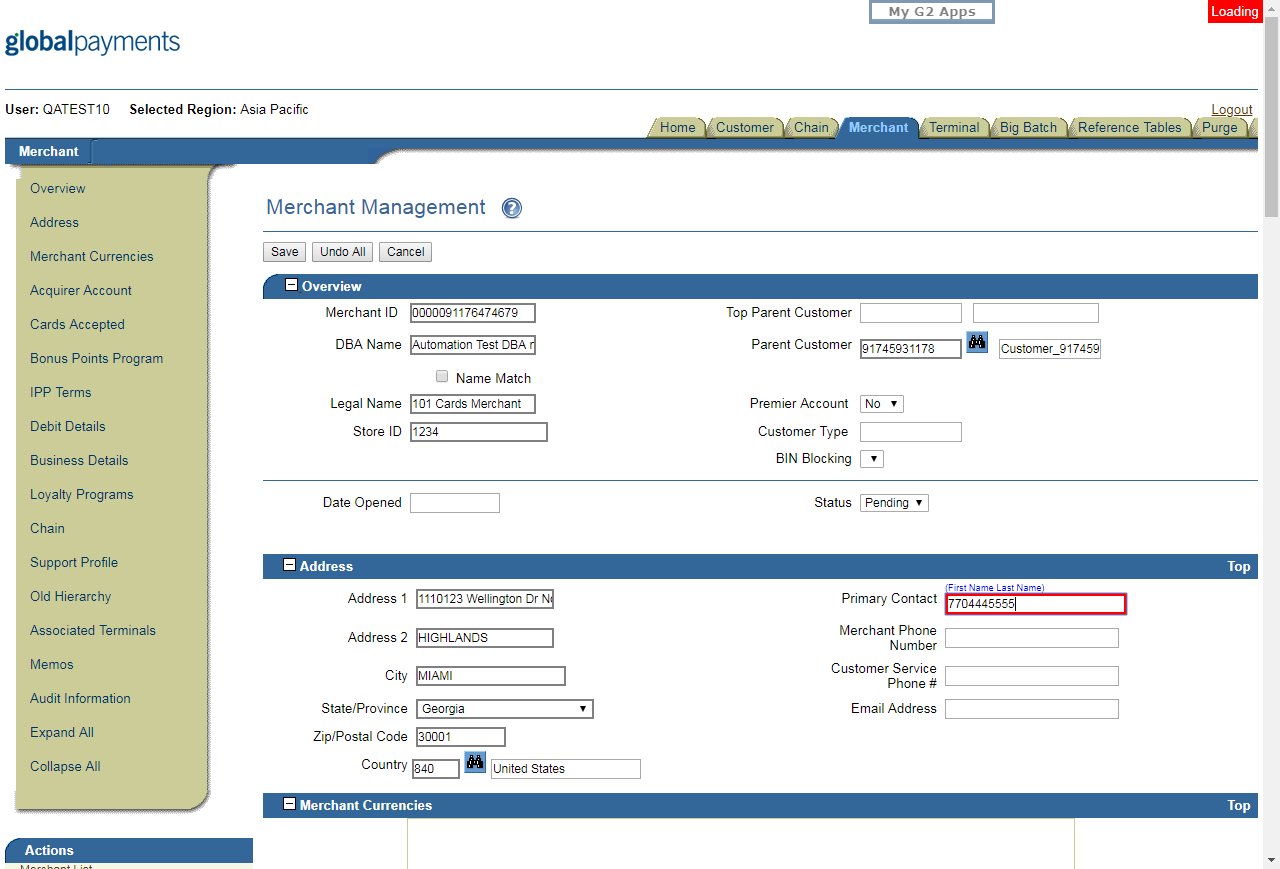 My G2 Apps
Loading
globalpayments
User: QATEST10 Selected Region: Asia Pacific
Logout
Home Customer Chain Merchant Terminal Big Batch Reference Tables Purge
Merchant
Overview
Address
Merchant Currencies
Acquirer Account
Cards Accepted
Bonus Points Program
IPP Terms
Debit Details
Business Details
Loyalty Programs
Chain
Support Profile
Old Hierarchy
Associated Terminals
Memos
Audit Information
Expand All
Collapse All
Actions
Merchant List
Merchant Management ?
Save Undo All Cancel
Overview
Merchant ID 0000091176474679 Top Parent Customer
DBA Name Automation Test DBA Parent Customer 91745931178 Customer_917459
Name Match
Legal Name 101 Cards Merchant Premier Account No
Store ID 1234 Customer Type
BIN Blocking
Date Opened Status Pending
Address Top
(First Name Last Name)
Address 1 1110123 Wellington Dr Primary Contact 7704445555
Address 2 HIGHLANDS Merchant Phone Number
City MIAMI Customer Service Phone #
State/Province Georgia Email Address
Zip/Postal Code 30001
Country 840 United States
Merchant Currencies Top